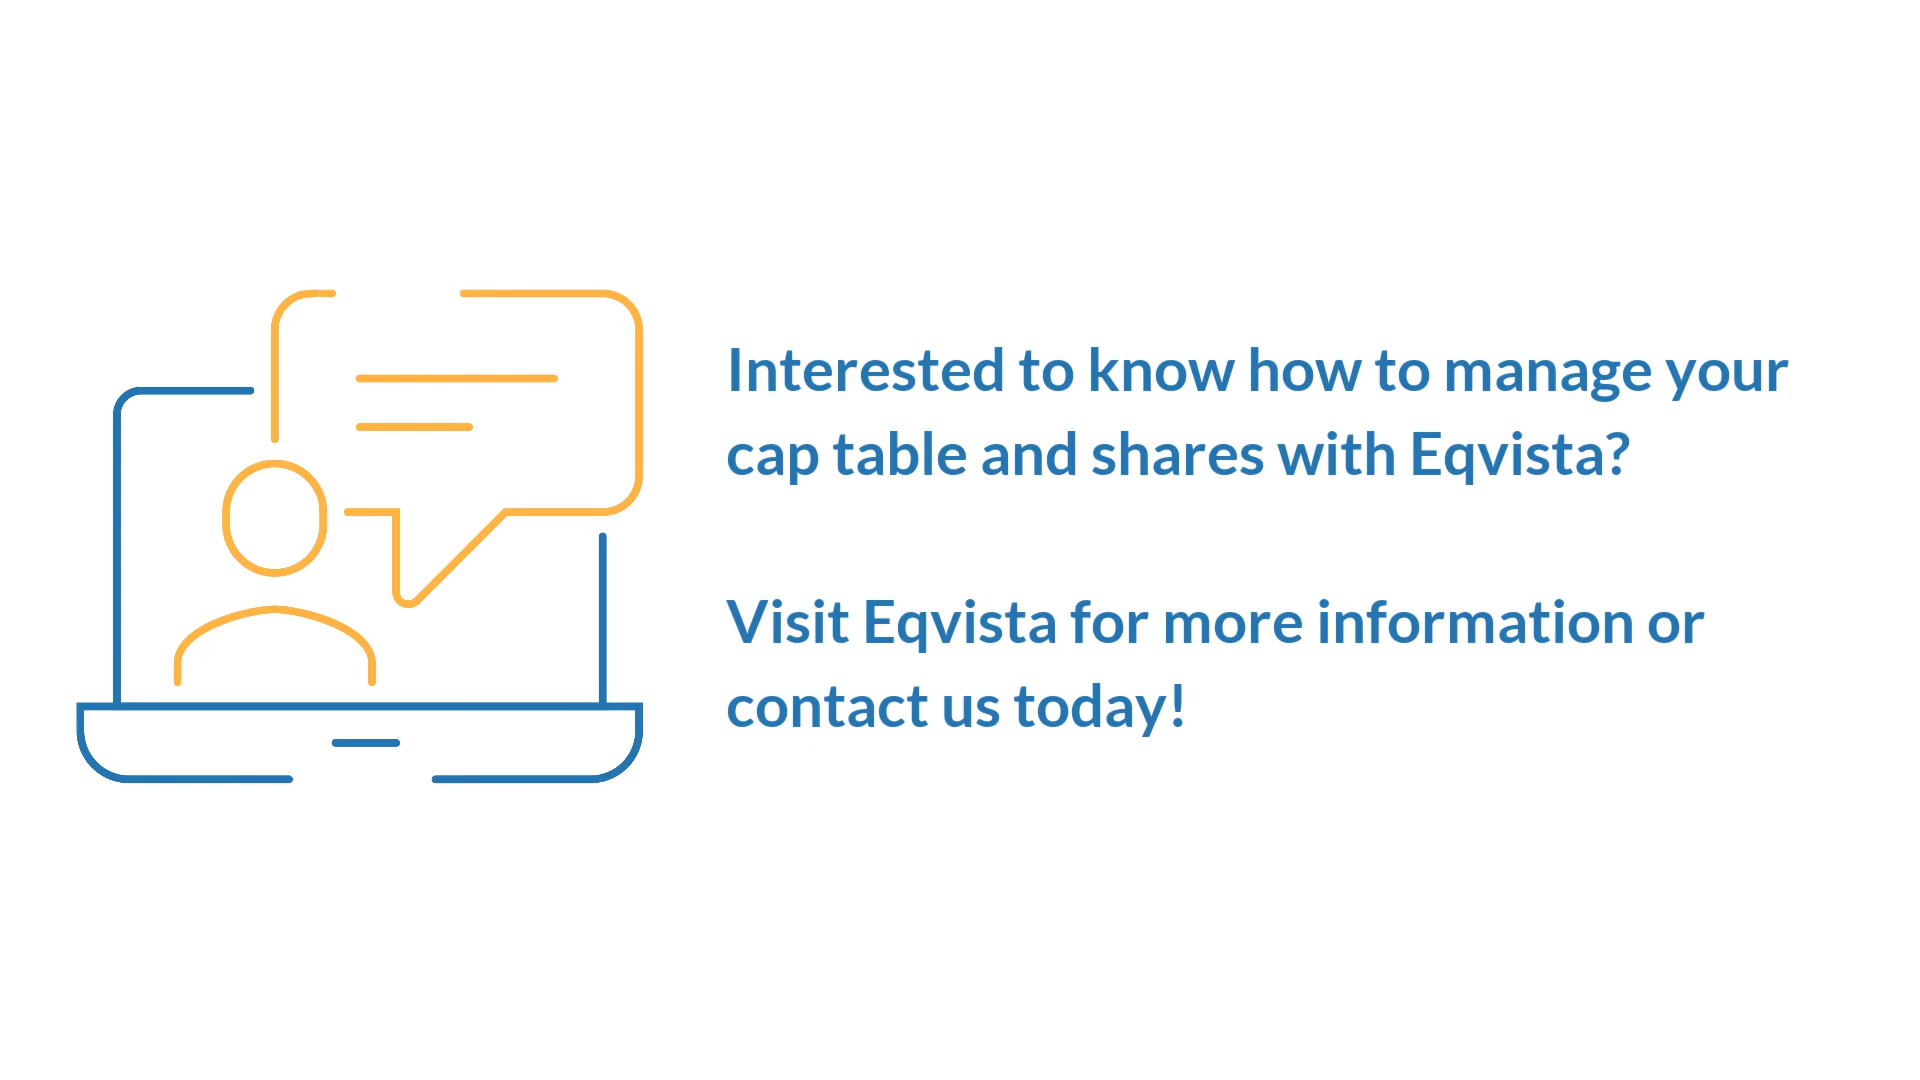 Interested to know how to manage your
cap table and shares with Eqvista?
Visit Eqvista for more information or
contact us today!